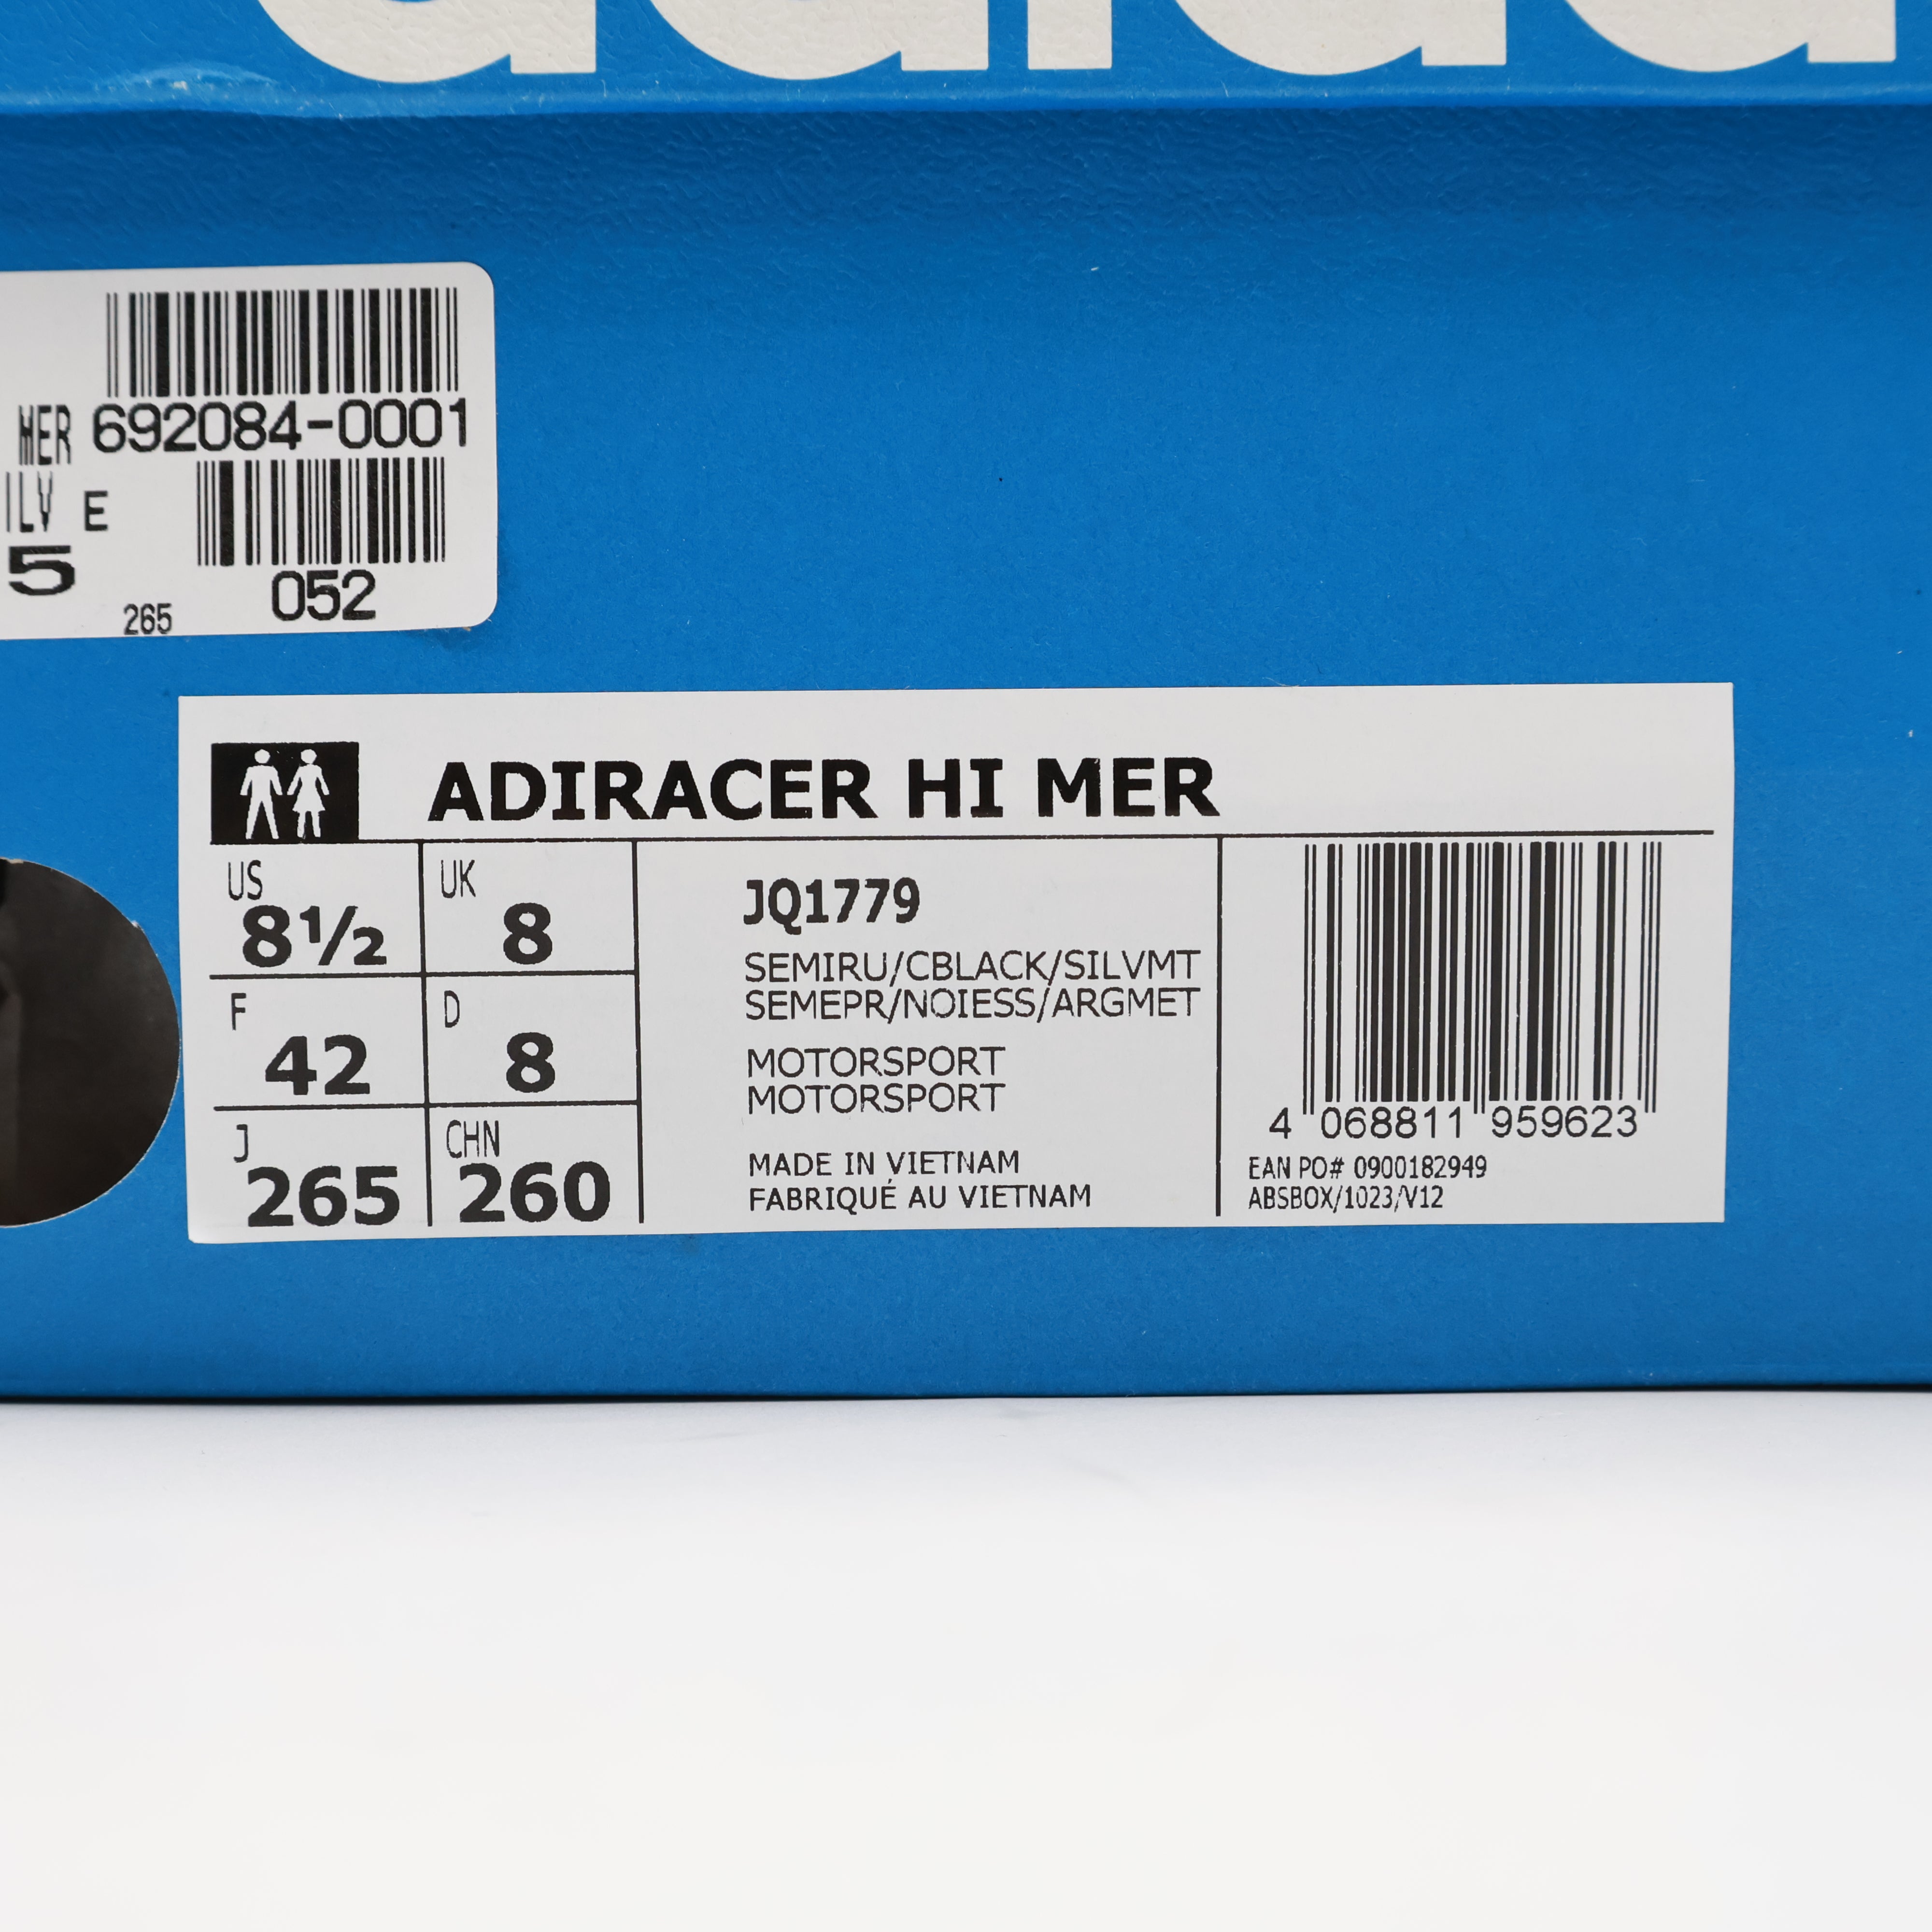 adida
MER 692084-0001
ILV E
5
265
052
ADIRACER HI MER
US 8½ UK 8
F 42 D 8
J 265 CHN 260
JQ1779
SEMIRU/CBLACK/SILVMT
SEMEPR/NOIESS/ARGMET
MOTORSPORT
MOTORSPORT
MADE IN VIETNAM
FABRIQUÉ AU VIETNAM
4 068811 959623
EAN PO# 0900182949
ABSBOX/1023/V12